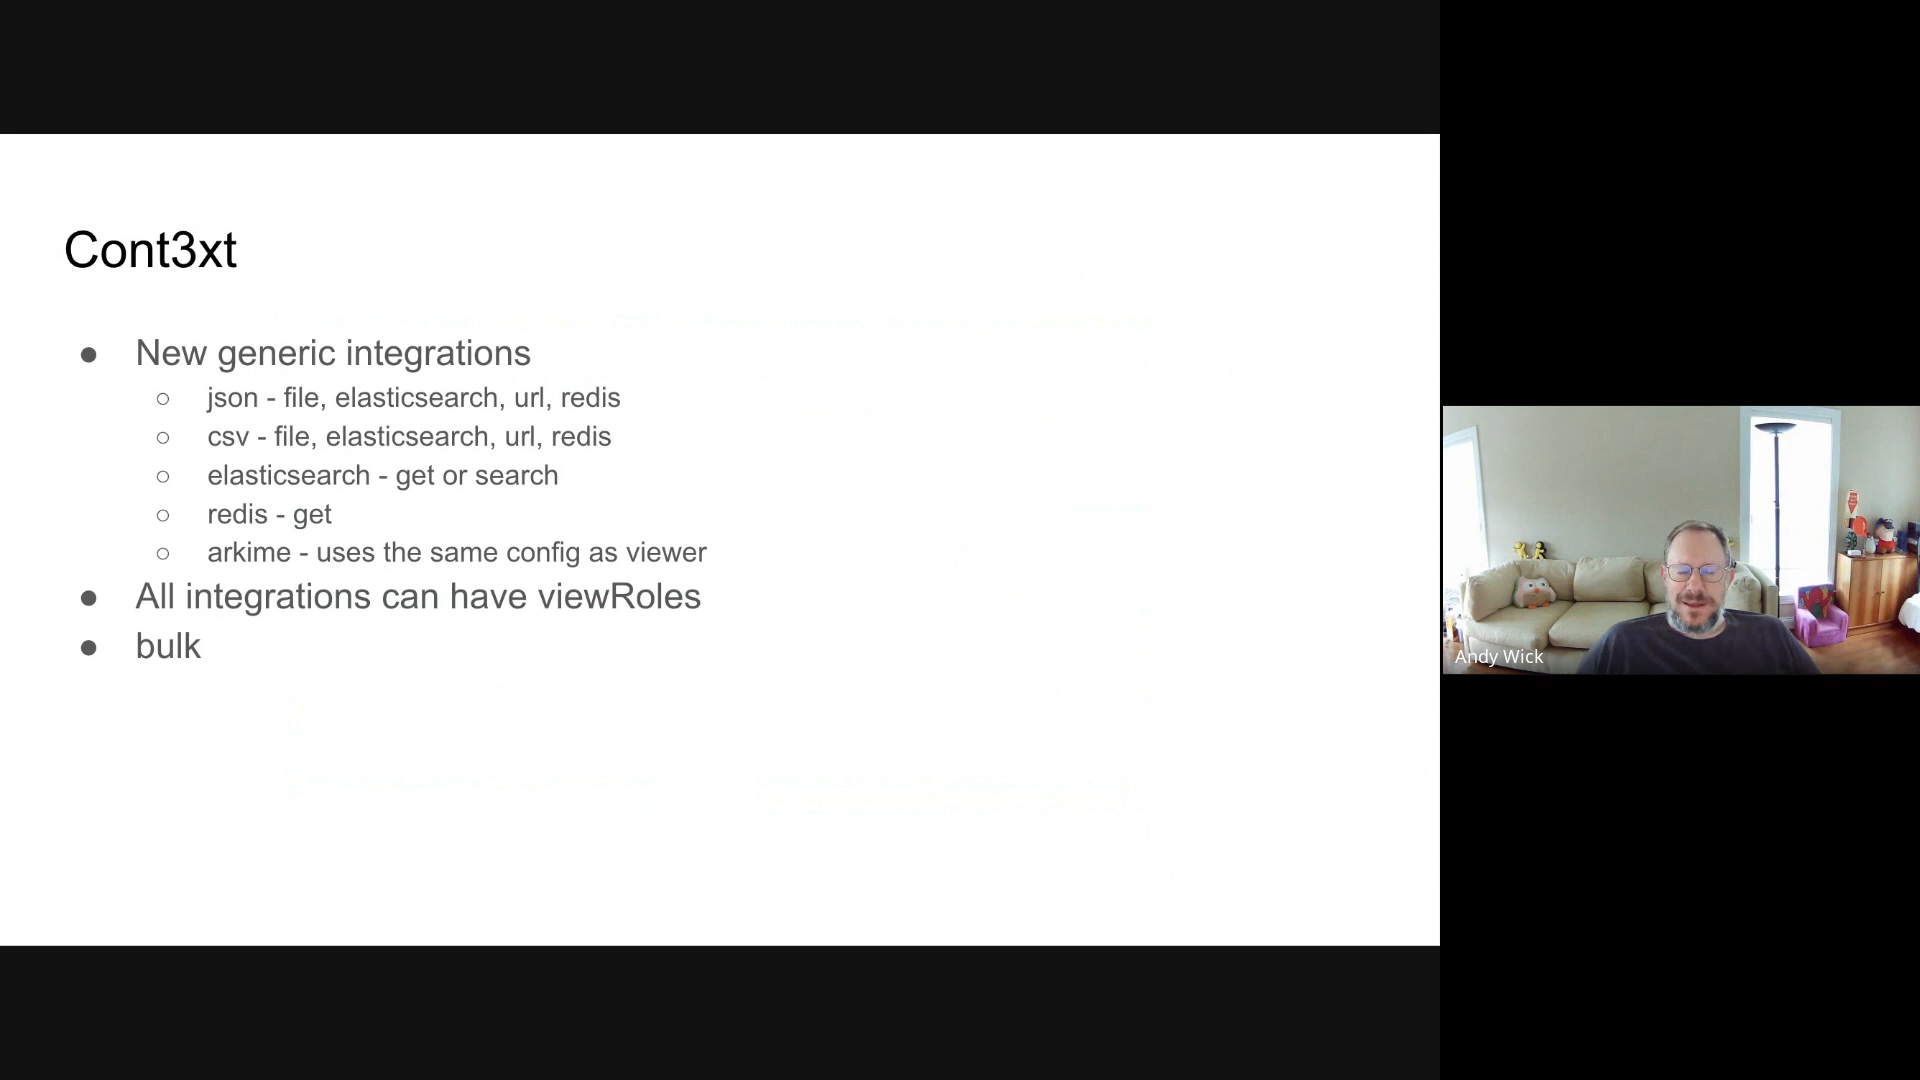 Cont3xt
● New generic integrations
○ json - file, elasticsearch, url, redis
○ csv - file, elasticsearch, url, redis
○ elasticsearch - get or search
○ redis - get
○ arkime - uses the same config as viewer
● All integrations can have viewRoles
● bulk
Andy Wick